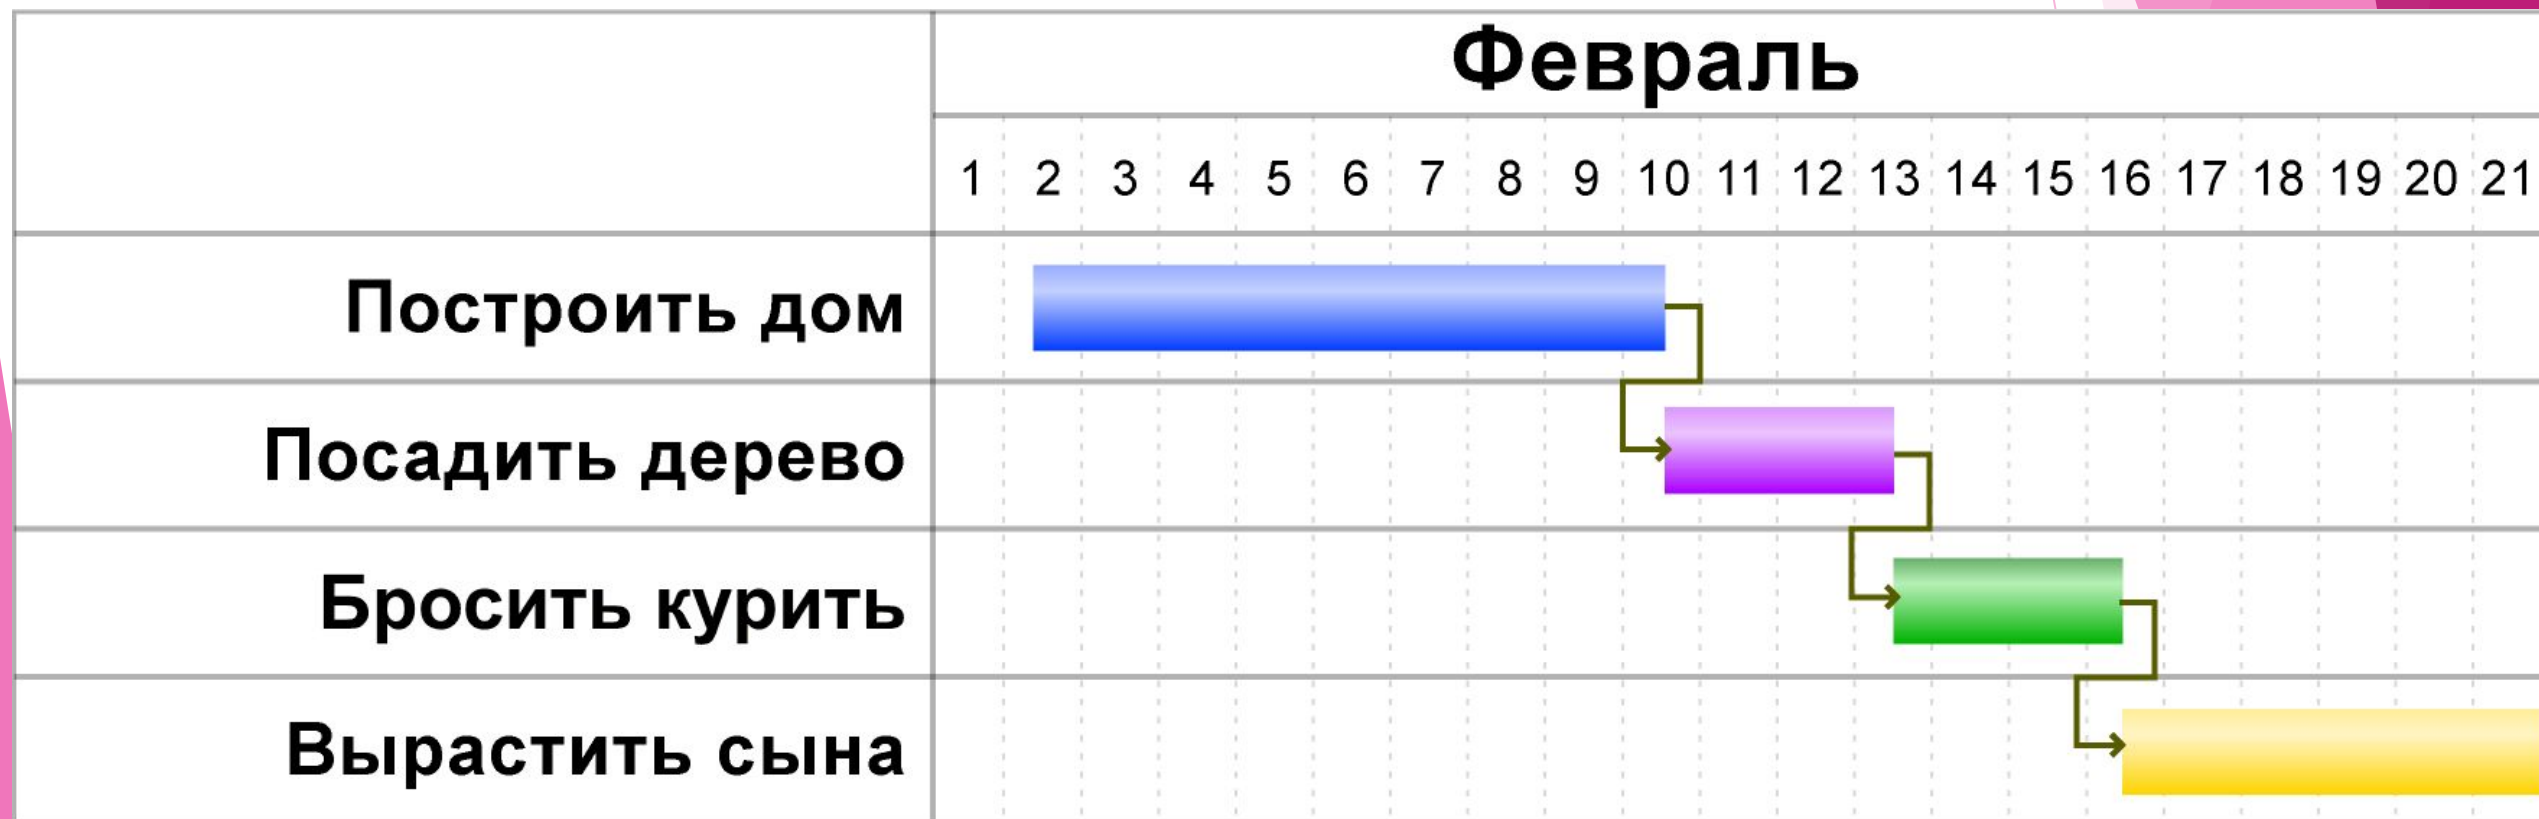 Февраль
1 2 3 4 5 6 7 8 9 10 11 12 13 14 15 16 17 18 19 20 21
Построить дом
Посадить дерево
Бросить курить
Вырастить сына